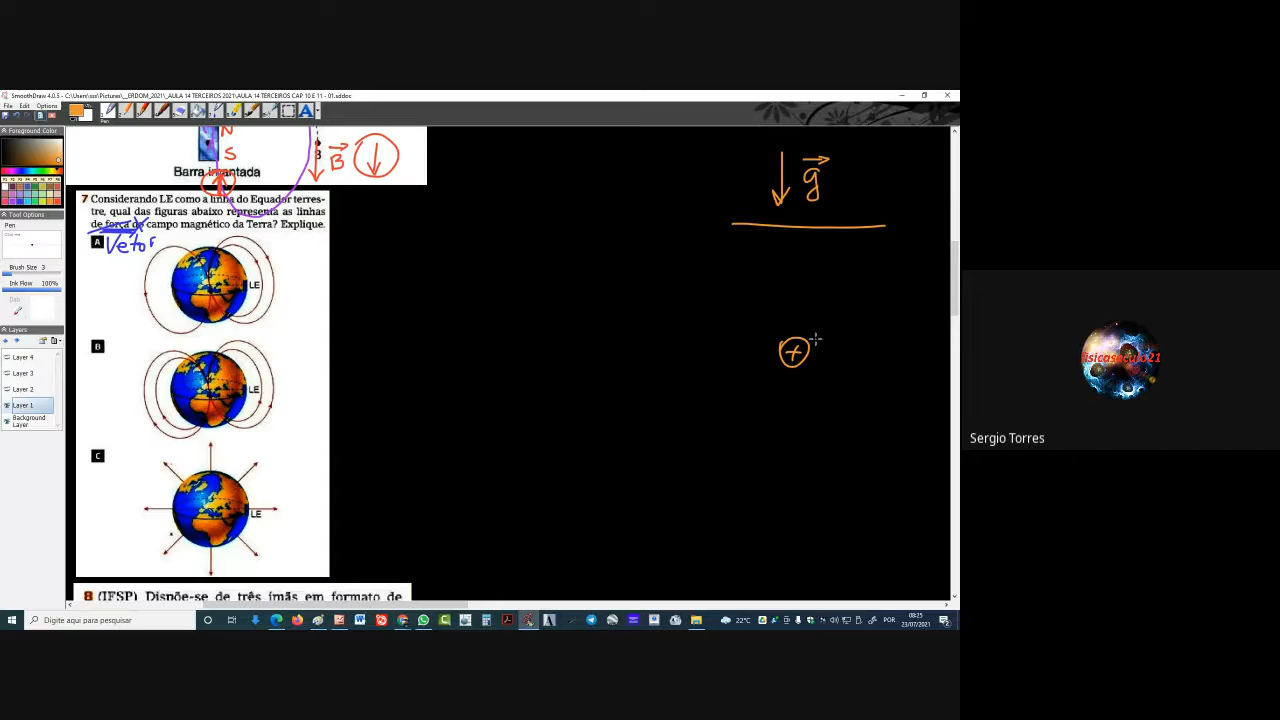 SmoothDraw 4.0.5 - C:\Users\sss\Pictures\__ERDOM_2021\_AULA 14 TERCEIROS 2021\AULA 14 TERCEIROS CAP 10 E 11 - 01.sddoc
File Edit Options
Foreground Color
Tool Options
Pen
Brush Size 3
Ink Flow 100%
Dab
Layers
Layer 4
Layer 3
Layer 2
Layer 1
Background Layer
Pen
A
N
S
B
B
Barra imantada
7 Considerando LE como a linha do Equador terres-
tre, qual das figuras abaixo representa as linhas
de força do campo magnético da Terra? Explique.
Vetor
A
LE
B
LE
C
LE
8 (IFSP) Dispõe-se de três ímãs em formato de
g
+
fisicaseculo21
Sergio Torres
Digite aqui para pesquisar
22°C
POR
08:25
23/07/2021